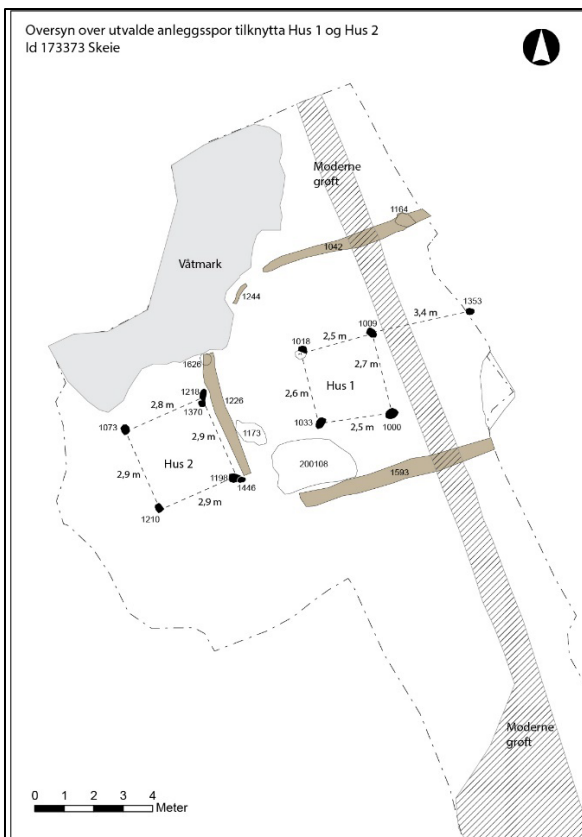 Oversyn over utvalde anleggsspor tilknytta Hus 1 og Hus 2
Id 173373 Skeie
Moderne
grøft
1164
1042
Våtmark
1244
1353
3,4 m
1009
2,5 m
1018
2,7 m
1626
Hus 1
2,6 m
1218
1226
2,8 m
1370
1073
1173
1033
2,5 m
1000
2,9 m
Hus 2
200108
1593
2,9 m
1198
1446
2,9 m
1210
Moderne
grøft
0 1 2 3 4
Meter